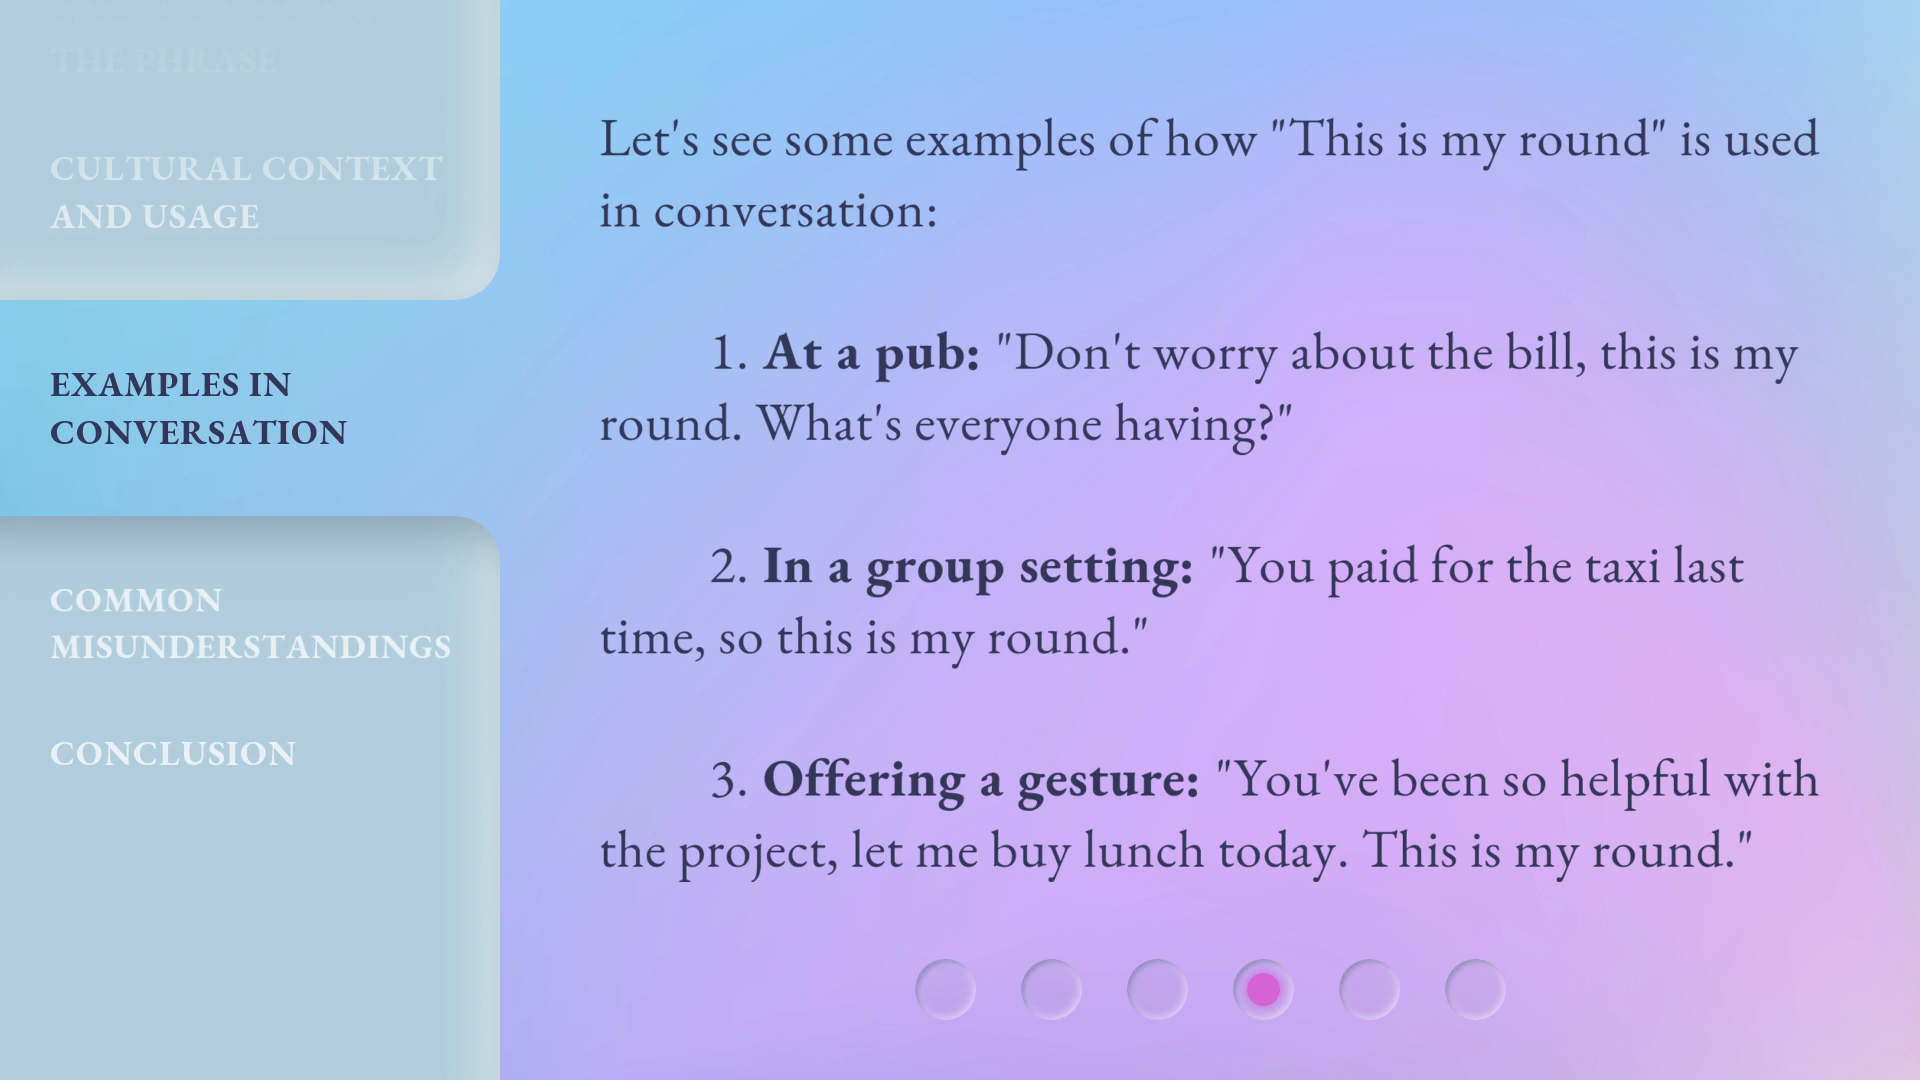 THE PHRASE
CULTURAL CONTEXT
AND USAGE
EXAMPLES IN
CONVERSATION
COMMON
MISUNDERSTANDINGS
CONCLUSION
Let's see some examples of how "This is my round" is used
in conversation:
1. At a pub: "Don't worry about the bill, this is my
round. What's everyone having?"
2. In a group setting: "You paid for the taxi last
time, so this is my round."
3. Offering a gesture: "You've been so helpful with
the project, let me buy lunch today. This is my round."